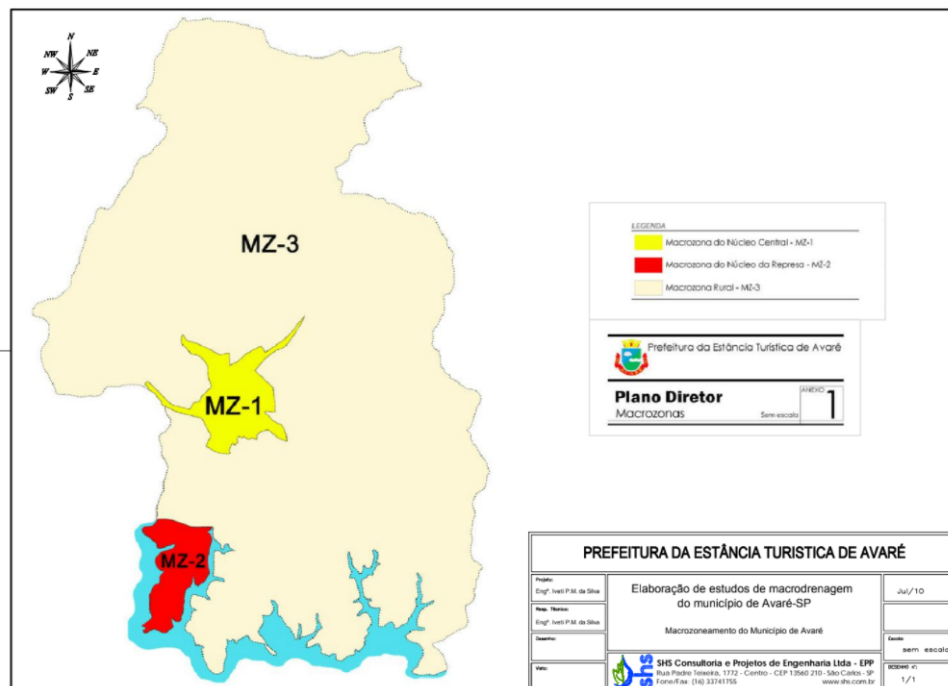 N
NW
NE
W
E
SW
SE
S
MZ-3
MZ-1
MZ-2
LEGENDA
Macrozona do Núcleo Central - MZ-1
Macrozona do Núcleo da Represa - MZ-2
Macrozona Rural - MZ-3
Prefeitura da Estância Turística de Avaré
Plano Diretor
Macrozonas
Sem escala
ANEXO
1
PREFEITURA DA ESTÂNCIA TURISTICA DE AVARÉ
Projeto:
Engª. Iveti P.M. da Silva
Resp. Técnico:
Engª. Iveti P.M. da Silva
Desenho:
Visto:
Elaboração de estudos de macrodrenagem
do município de Avaré-SP
Macrozoneamento do Município de Avaré
Jul/10
Escala:
sem escala
DESENHO nº:
1/1
shs
SHS Consultoria e Projetos de Engenharia Ltda - EPP
Rua Padre Teixeira, 1772 - Centro - CEP 13560 210 - São Carlos - SP
Fone/Fax: (16) 33741755
www.shs.com.br